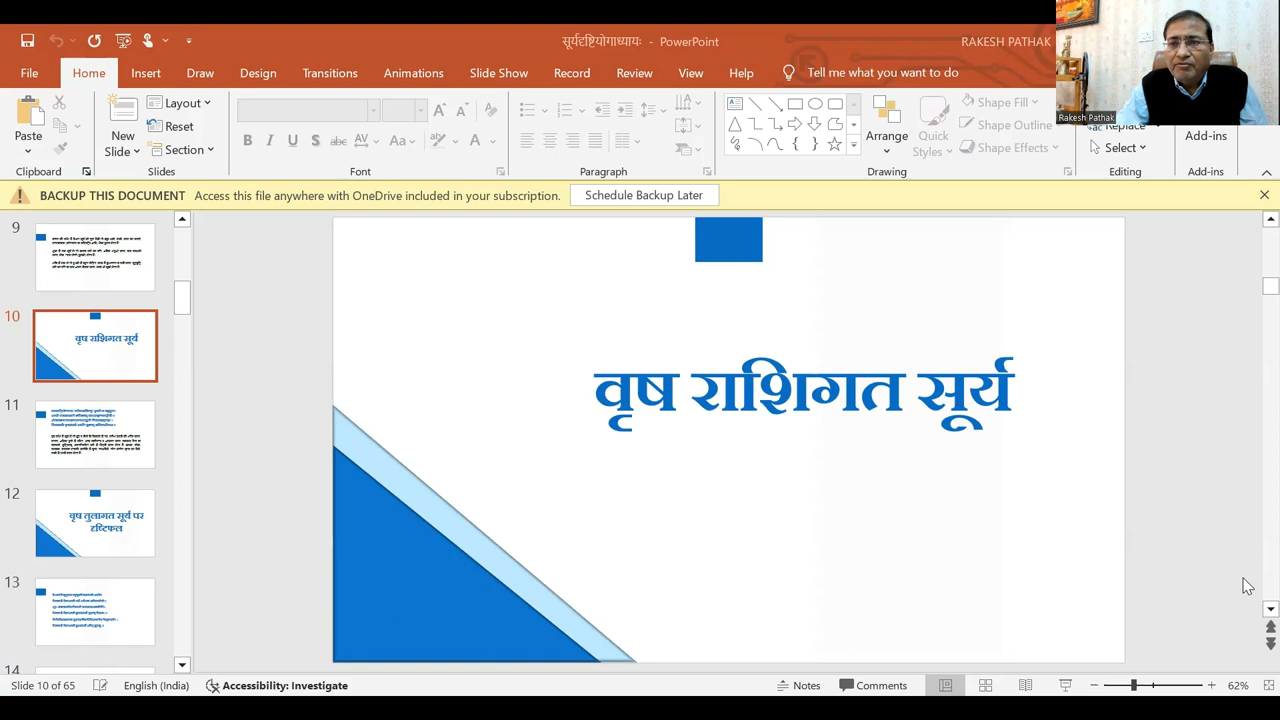 सूर्यदृष्टियोगाध्यायः - PowerPoint
RAKESH PATHAK
File Home Insert Draw Design Transitions Animations Slide Show Record Review View Help Tell me what you want to do
Rakesh Pathak
Paste
New
Slide
Layout
Reset
Section
B I U S abc AV Aa A
Arrange
Quick
Styles
Shape Fill
Shape Outline
Shape Effects
Replace
Select
Add-ins
Clipboard Slides Font Paragraph Drawing Editing Add-ins
BACKUP THIS DOCUMENT Access this file anywhere with OneDrive included in your subscription. Schedule Backup Later
9
10
वृष राशिगत सूर्य
11
12
वृष तुलागत सूर्य पर
दृष्टिफल
13
14
वृष राशिगत सूर्य
Slide 10 of 65 English (India) Accessibility: Investigate Notes Comments 62%